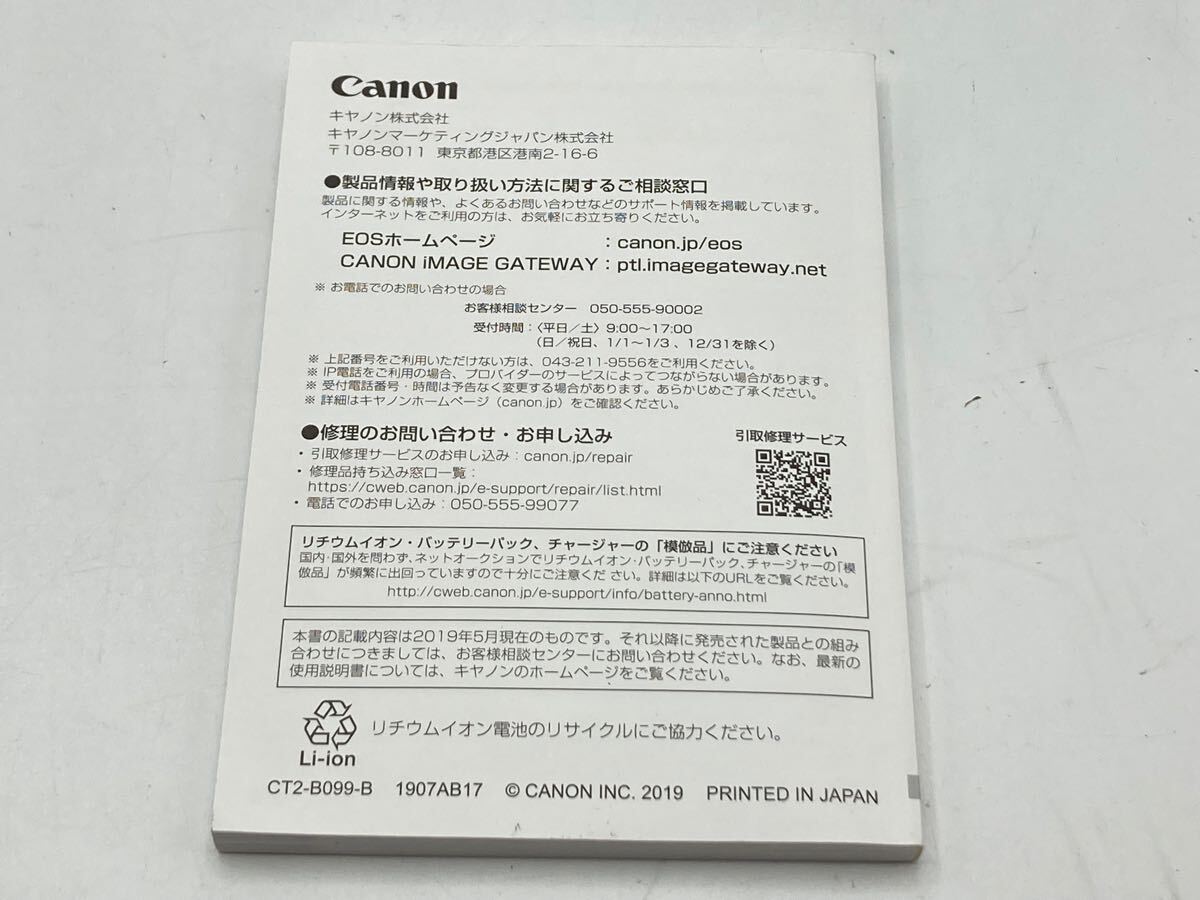 Canon
キヤノン株式会社
キヤノンマーケティングジャパン株式会社
〒108-8011 東京都港区港南2-16-6
●製品情報や取り扱い方法に関するご相談窓口
製品に関する情報や、よくあるお問い合わせなどのサポート情報を掲載しています。
インターネットをご利用の方は、お気軽にお立ち寄りください。
EOSホームページ ：canon.jp/eos
CANON iMAGE GATEWAY：ptl.imagegateway.net
※ お電話でのお問い合わせの場合
お客様相談センター 050-555-90002
受付時間：〈平日／土〉9:00～17:00
（日／祝日、1/1～1/3 、12/31を除く）
※ 上記番号をご利用いただけない方は、043-211-9556をご利用ください。
※ IP電話をご利用の場合、プロバイダーのサービスによってつながらない場合があります。
※ 受付電話番号・時間は予告なく変更する場合があります。あらかじめご了承ください。
※ 詳細はキヤノンホームページ（canon.jp）をご確認ください。
●修理のお問い合わせ・お申し込み
・引取修理サービスのお申し込み：canon.jp/repair
・修理品持ち込み窓口一覧：
https://cweb.canon.jp/e-support/repair/list.html
・電話でのお申し込み：050-555-99077
引取修理サービス
リチウムイオン・バッテリーパック、チャージャーの「模倣品」にご注意ください
国内・国外を問わず、ネットオークションでリチウムイオン・バッテリーパック、チャージャーの「模
倣品」が頻繁に出回っていますので十分にご注意くだ さい。詳細は以下のURLをご覧ください。
http://cweb.canon.jp/e-support/info/battery-anno.html
本書の記載内容は2019年5月現在のものです。それ以降に発売された製品との組み
合わせにつきましては、お客様相談センターにお問い合わせください。なお、最新の
使用説明書については、キヤノンのホームページをご覧ください。
リチウムイオン電池のリサイクルにご協力ください。
Li-ion
CT2-B099-B 1907AB17 © CANON INC. 2019 PRINTED IN JAPAN